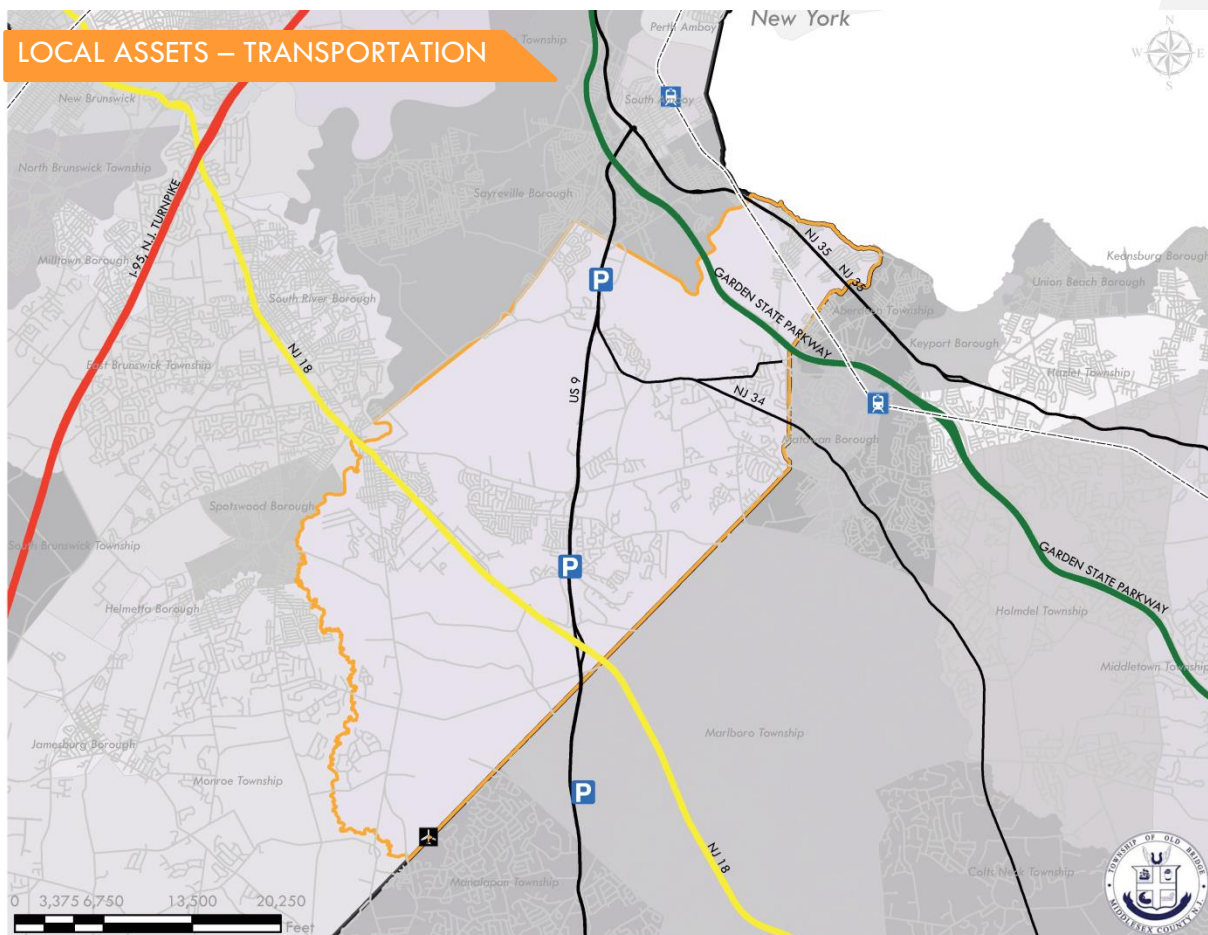 New York
N
W
E
S
LOCAL ASSETS – TRANSPORTATION
Township
Perth Amboy
New Brunswick
South Amboy
North Brunswick Township
Sayreville Borough
I-95, N.J. TURNPIKE
Milltown Borough
NJ 35
NJ 35
Keansburg Borough
P
GARDEN STATE PARKWAY
Union Beach Borough
South River Borough
Aberdeen Township
Keyport Borough
NJ 18
East Brunswick Township
US 9
NJ 34
Hazlet Township
Matawan Borough
Spotswood Borough
South Brunswick Township
P
GARDEN STATE PARKWAY
Helmetta Borough
Holmdel Township
Middletown Township
Marlboro Township
Jamesburg Borough
Monroe Township
P
NJ 18
Manalapan Township
Colts Neck Township
TOWNSHIP OF OLD BRIDGE
MIDDLESEX COUNTY N.J.
0 3,375 6,750 13,500 20,250
Feet